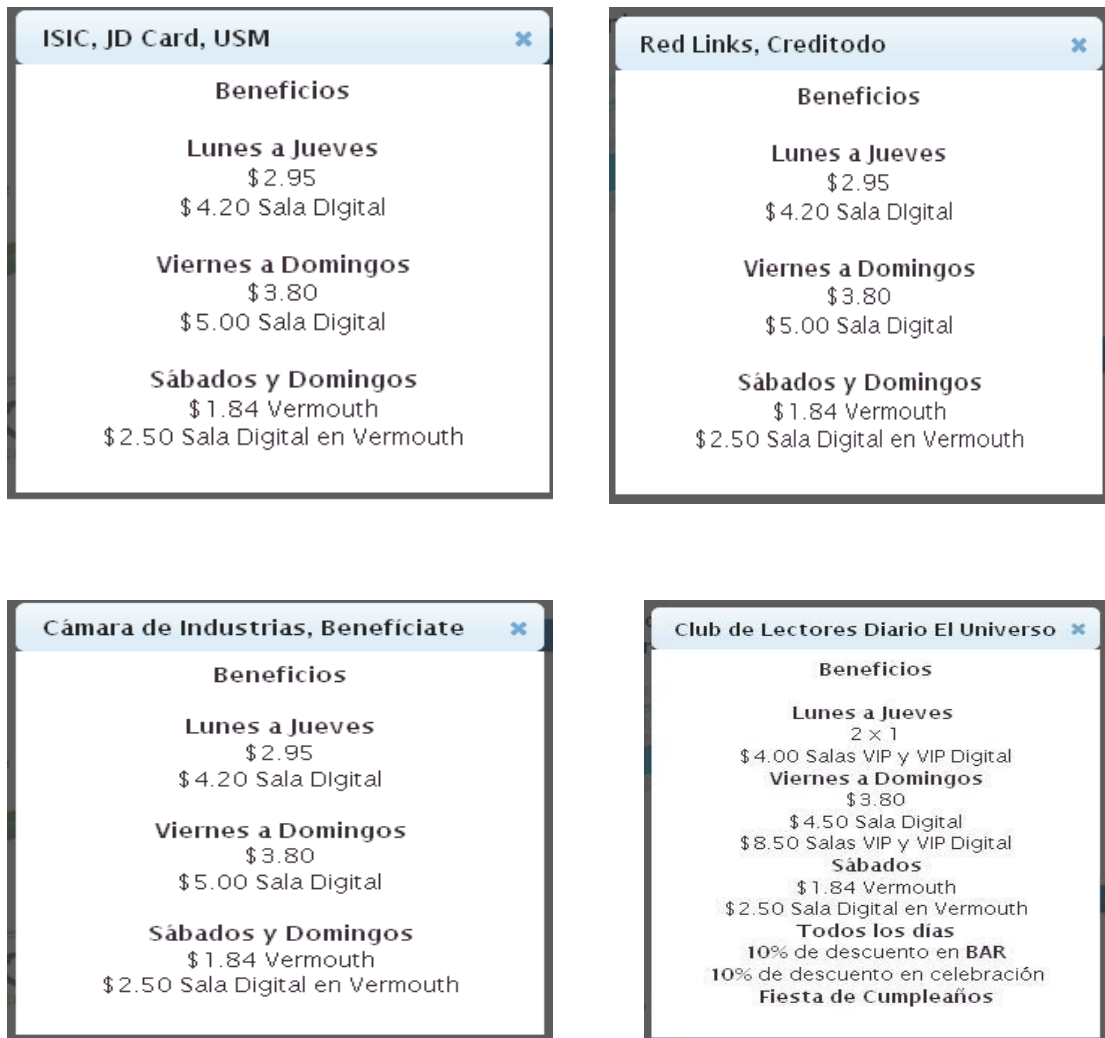 ISIC, JD Card, USM
Beneficios
Lunes a Jueves
$2.95
$4.20 Sala DIgital
Viernes a Domingos
$3.80
$5.00 Sala Digital
Sábados y Domingos
$1.84 Vermouth
$2.50 Sala Digital en Vermouth
Red Links, Creditodo
Beneficios
Lunes a Jueves
$2.95
$4.20 Sala DIgital
Viernes a Domingos
$3.80
$5.00 Sala Digital
Sábados y Domingos
$1.84 Vermouth
$2.50 Sala Digital en Vermouth
Cámara de Industrias, Benefíciate
Beneficios
Lunes a Jueves
$2.95
$4.20 Sala DIgital
Viernes a Domingos
$3.80
$5.00 Sala Digital
Sábados y Domingos
$1.84 Vermouth
$2.50 Sala Digital en Vermouth
Club de Lectores Diario El Universo
Beneficios
Lunes a Jueves
2 x 1
$4.00 Salas VIP y VIP Digital
Viernes a Domingos
$3.80
$4.50 Sala Digital
$8.50 Salas VIP y VIP Digital
Sábados
$1.84 Vermouth
$2.50 Sala Digital en Vermouth
Todos los días
10% de descuento en BAR
10% de descuento en celebración
Fiesta de Cumpleaños